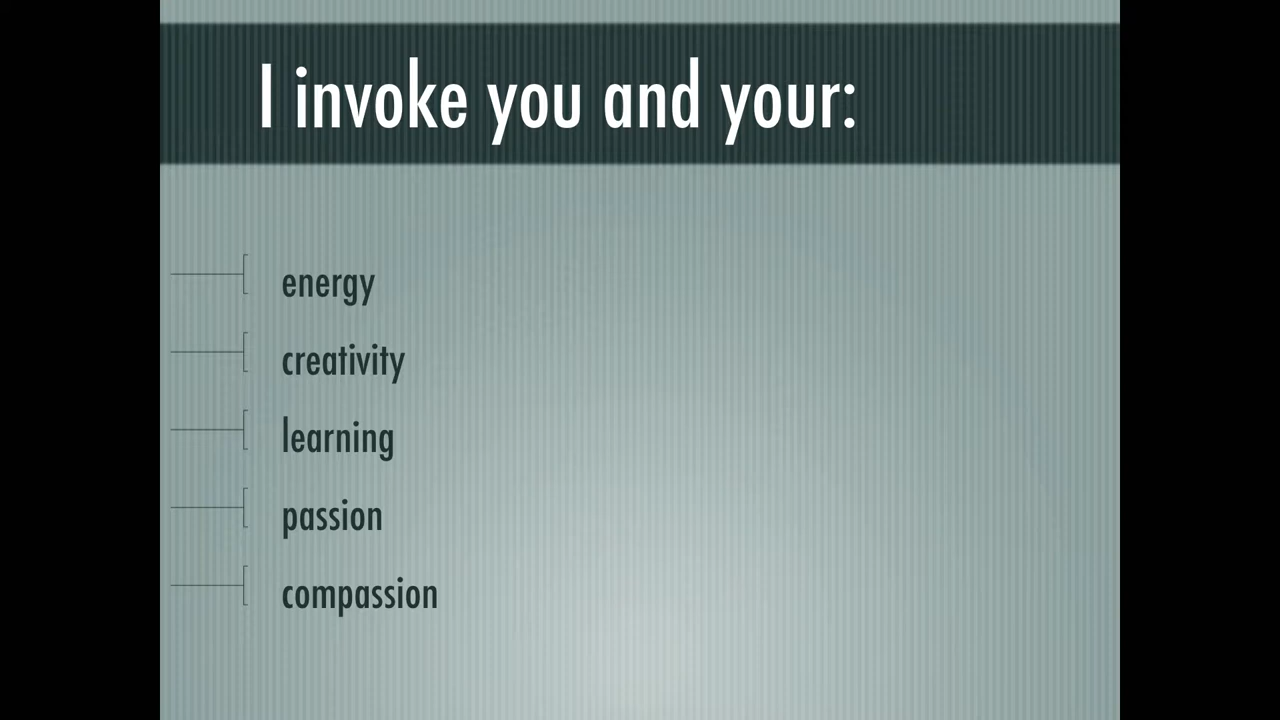 I invoke you and your:
energy
creativity
learning
passion
compassion